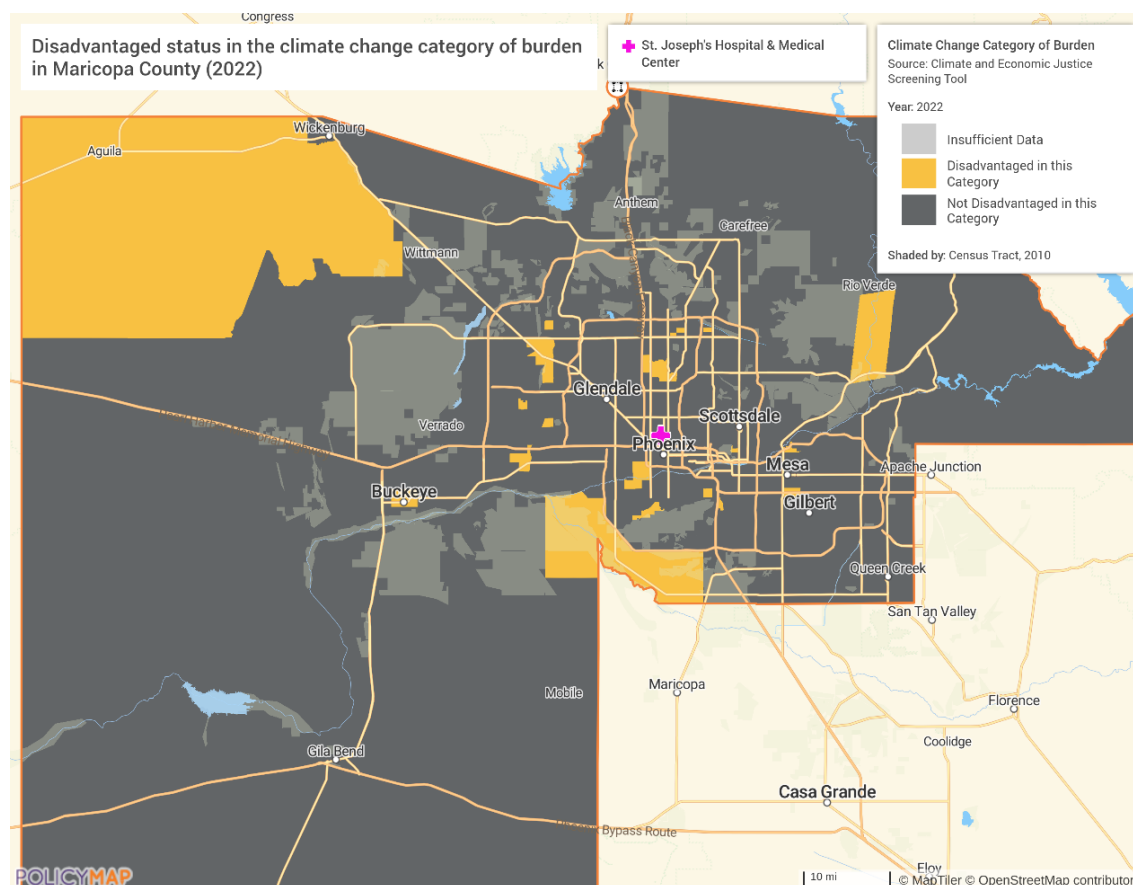 Congress
Disadvantaged status in the climate change category of burden
in Maricopa County (2022)
St. Joseph's Hospital & Medical
Center
Climate Change Category of Burden
Source: Climate and Economic Justice
Screening Tool
Year: 2022
Insufficient Data
Disadvantaged in this
Category
Not Disadvantaged in this
Category
Shaded by: Census Tract, 2010
k
Wickenburg
Aguila
Anthem
Carefree
Wittmann
Rio Verde
Glendale
Scottsdale
Verrado
Phoenix
Mesa
Apache Junction
Buckeye
Gilbert
Queen Creek
San Tan Valley
Mobile
Maricopa
Florence
Coolidge
Gila Bend
Casa Grande
Bypass Route
Eloy
POLICYMAP
10 mi
© MapTiler © OpenStreetMap contributor